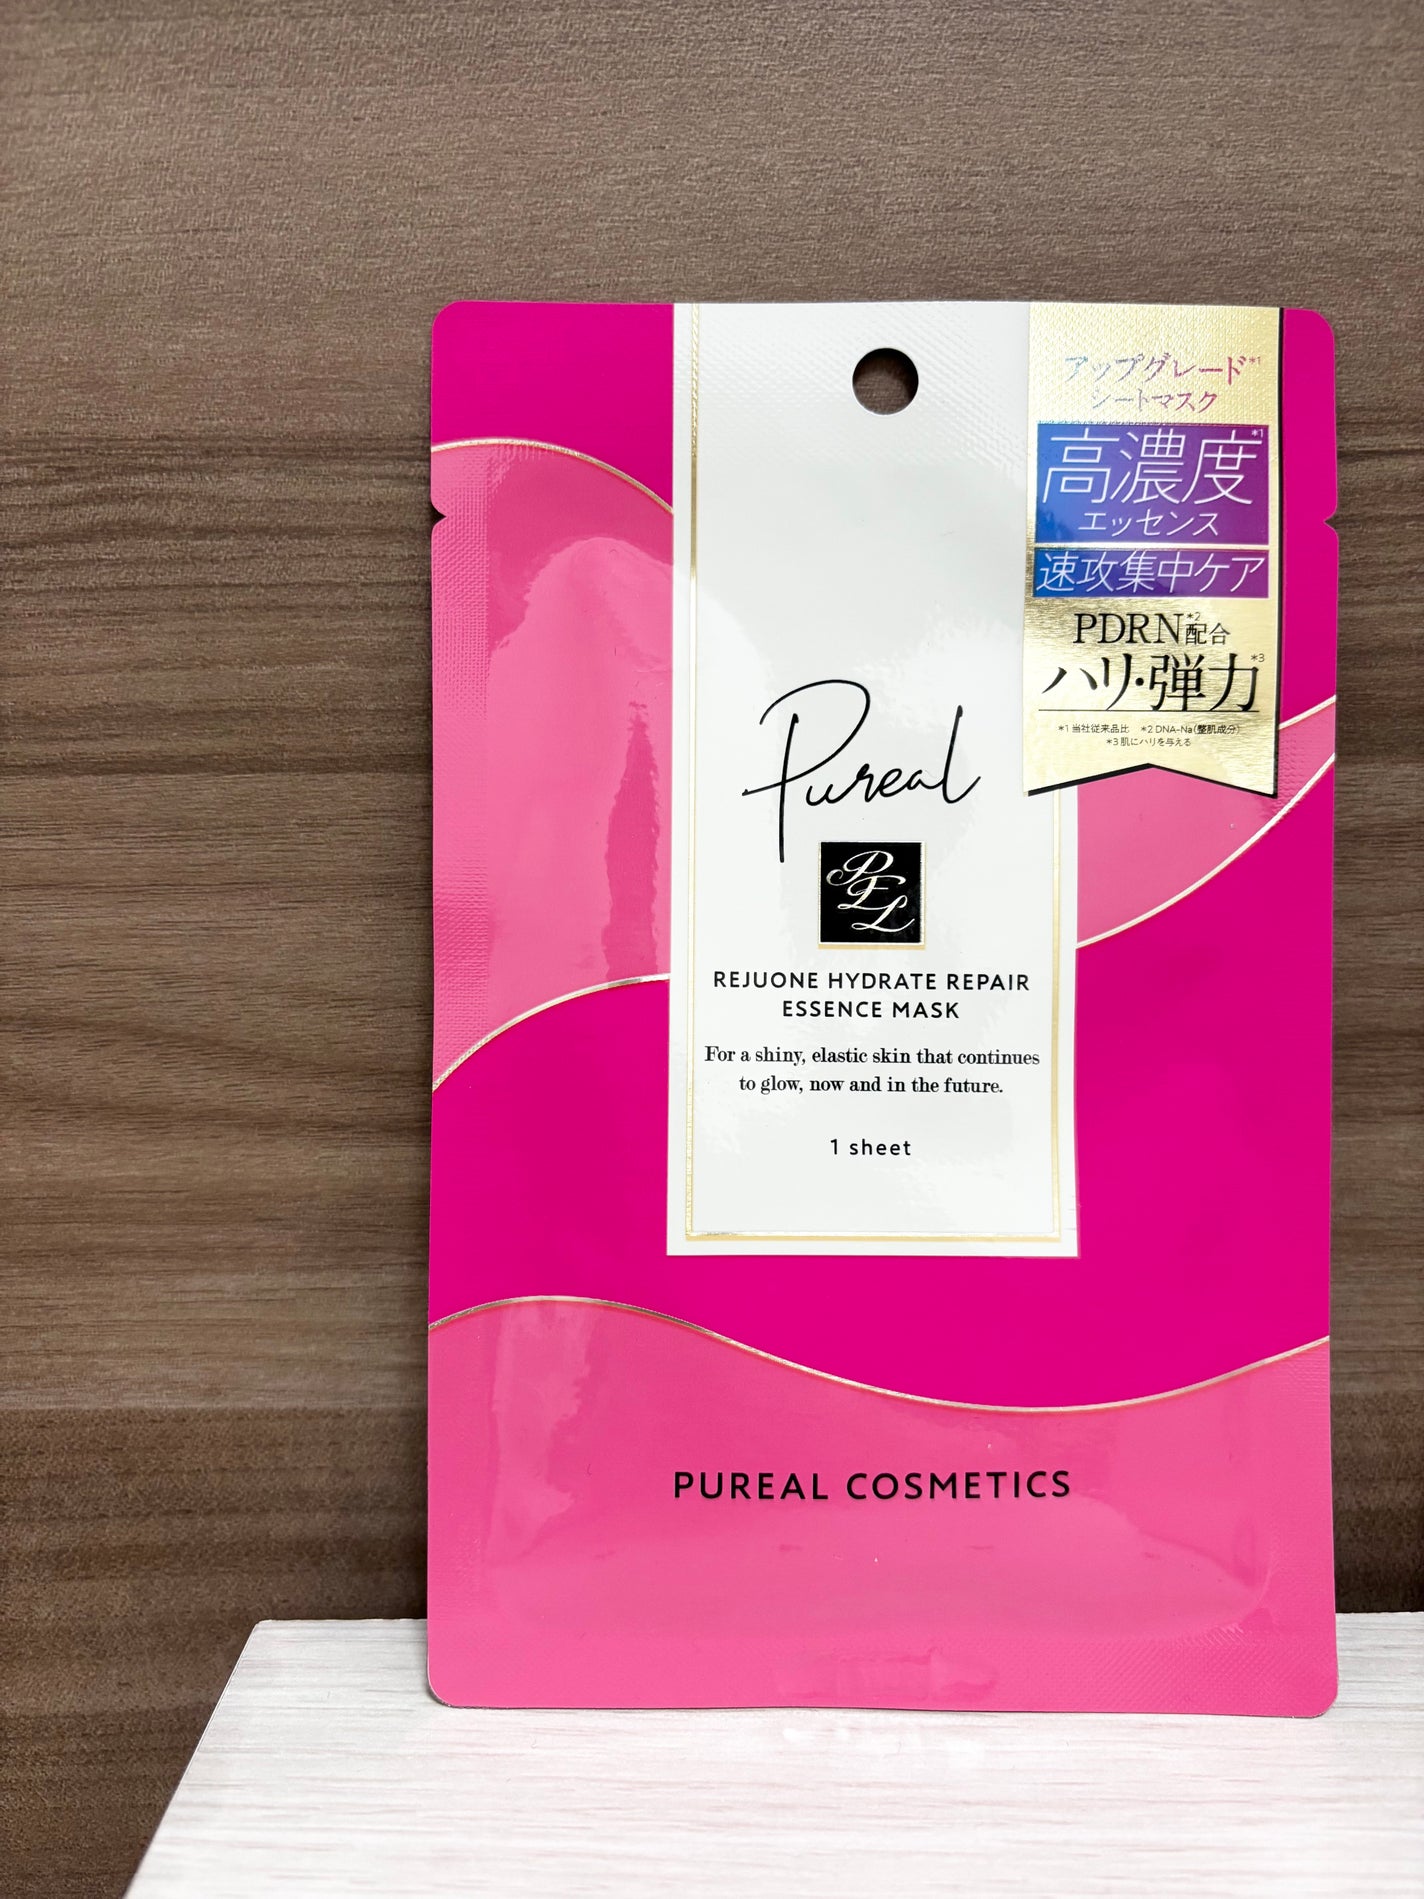 アップグレード*1
シートマスク
高濃度*1
エッセンス
速攻集中ケア
PDRN*2配合
ハリ・弾力*3
*1 当社従来品比 *2 DNA-Na(整肌成分)
*3 肌にハリを与える
Pureal
PEL
REJUONE HYDRATE REPAIR
ESSENCE MASK
For a shiny, elastic skin that continues
to glow, now and in the future.
1 sheet
PUREAL COSMETICS